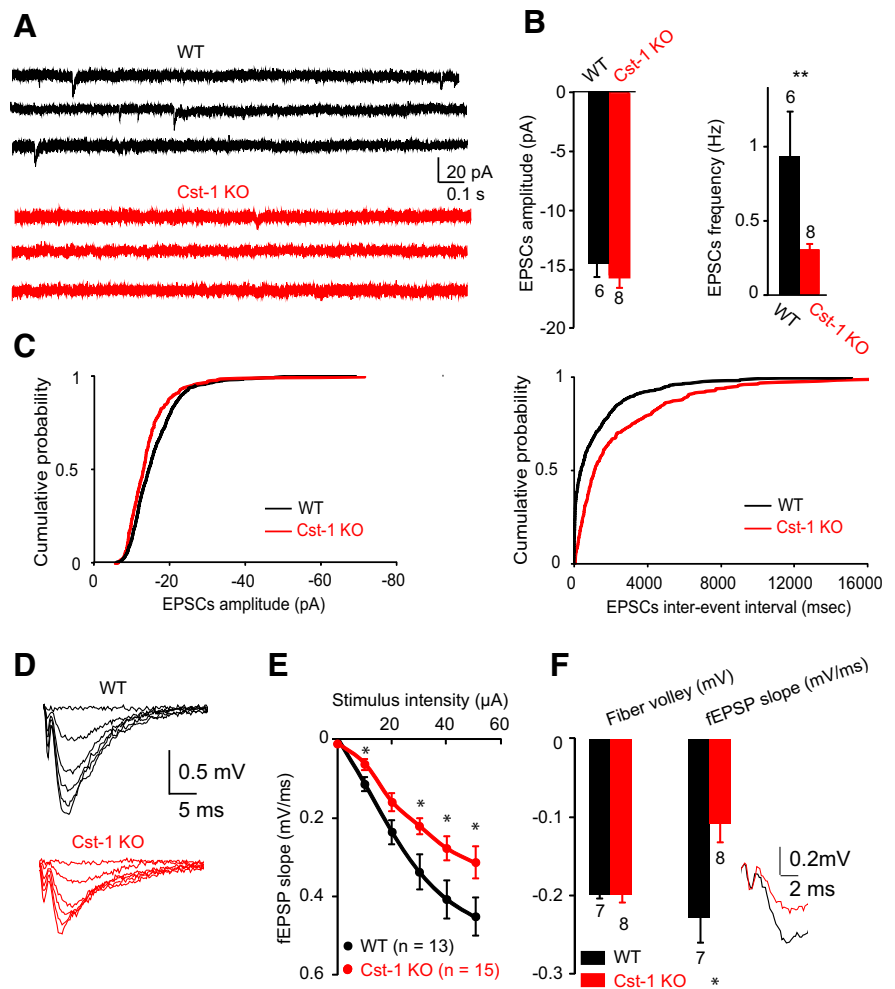 A
WT
20 pA
0.1 s
Cst-1 KO
B
WT
Cst-1 KO
0
-5
-10
-15
-20
EPSCs amplitude (pA)
6
8
**
6
8
1
0.5
0
EPSCs frequency (Hz)
WT
Cst-1 KO
C
Cumulative probability
1
0.5
0
WT
Cst-1 KO
0
-20
-40
-60
-80
EPSCs amplitude (pA)
Cumulative probability
1
0.5
0
WT
Cst-1 KO
0
4000
8000
12000
16000
EPSCs inter-event interval (msec)
D
WT
0.5 mV
5 ms
Cst-1 KO
E
Stimulus intensity (μA)
20
40
60
0
0.2
0.4
0.6
fEPSP slope (mV/ms)
*
*
*
*
WT (n = 13)
Cst-1 KO (n = 15)
F
Fiber volley (mV)
fEPSP slope (mV/ms)
0
-0.1
-0.2
-0.3
7
8
7
8
0.2mV
2 ms
WT
Cst-1 KO
*